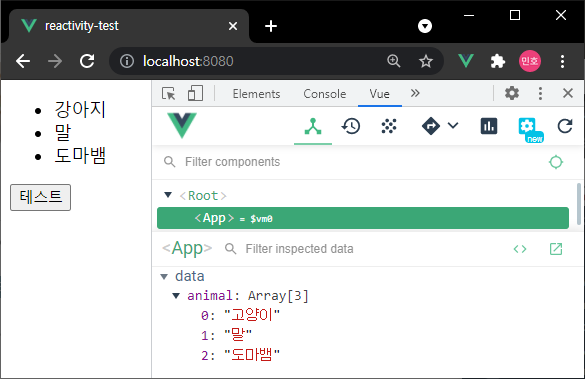 reactivity-test
localhost:8080
민호
강아지
말
도마뱀
테스트
Elements Console Vue »
new
Filter components
<Root>
<App> = $vm0
<App> Filter inspected data
data
animal: Array[3]
0: "고양이"
1: "말"
2: "도마뱀"